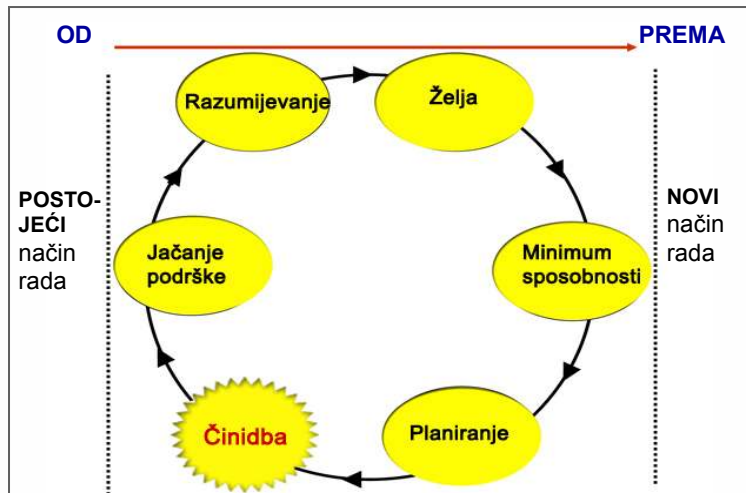 OD
PREMA
Razumijevanje
Želja
POSTO-
JEĆI
način
rada
NOVI
način
rada
Jačanje
podrške
Minimum
sposobnosti
Činidba
Planiranje